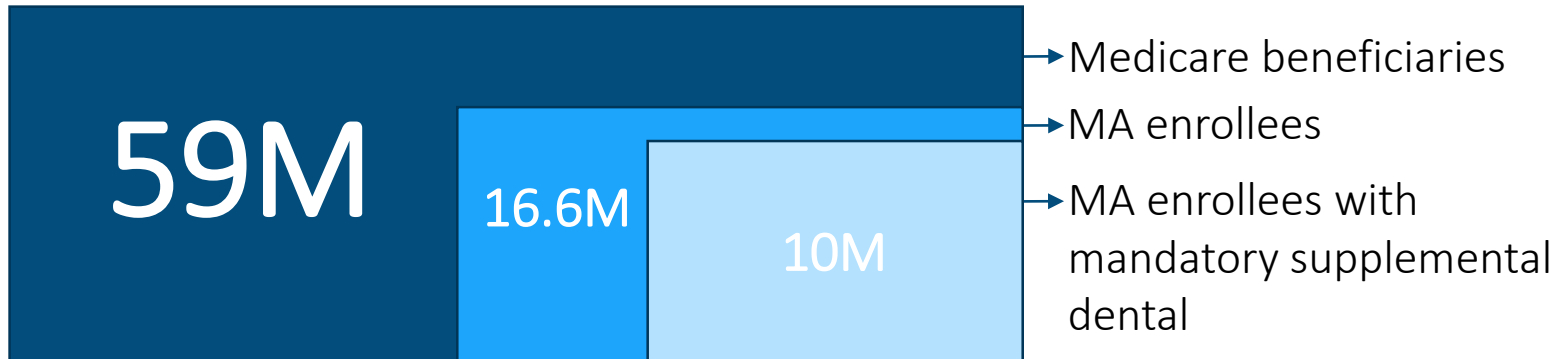 59M
16.6M
10M
Medicare beneficiaries
MA enrollees
MA enrollees with
mandatory supplemental
dental